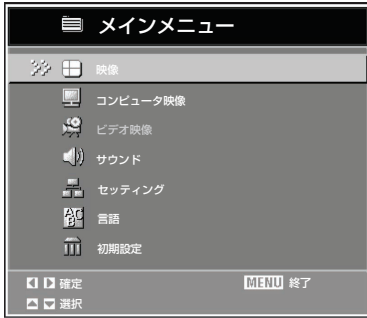 メインメニュー
映像
コンピュータ映像
ビデオ映像
サウンド
セッティング
言語
初期設定
確定 MENU 終了
選択